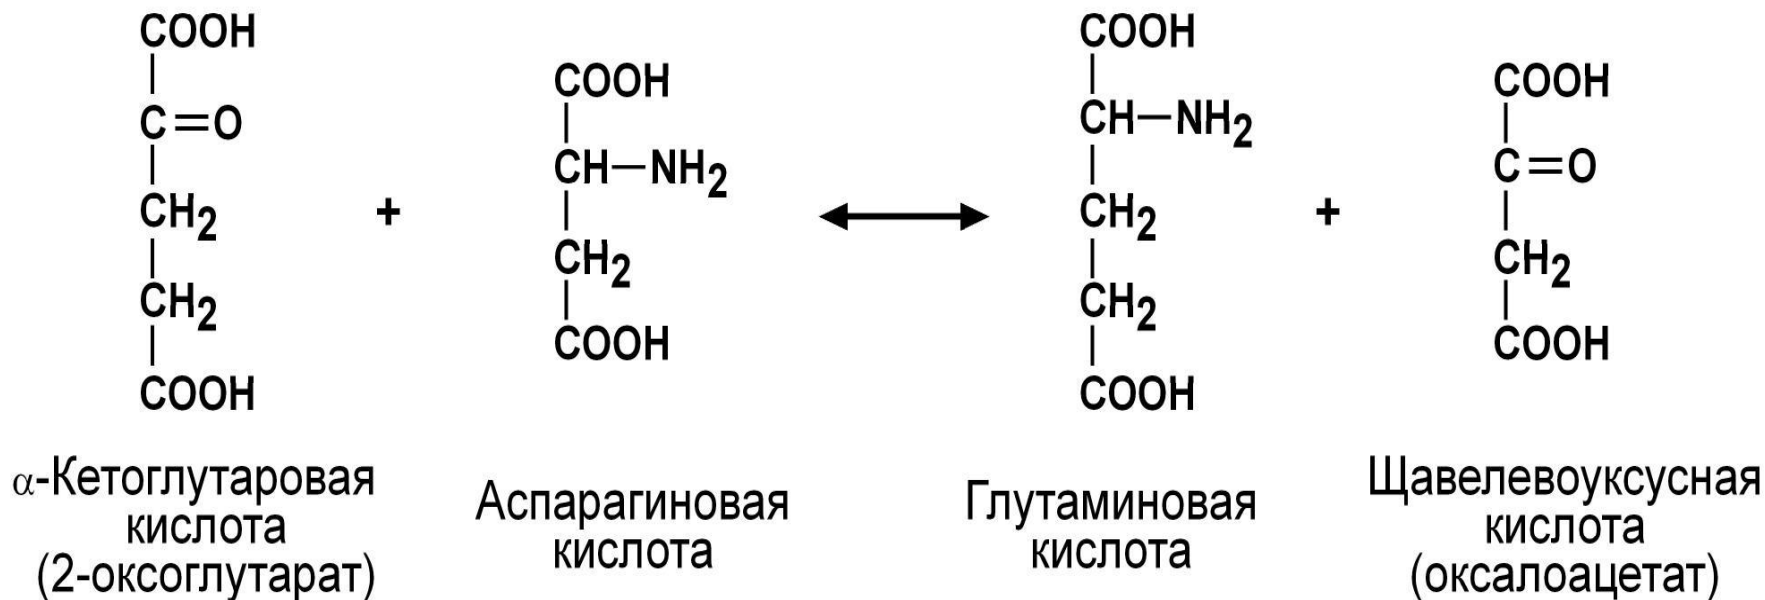 COOH
C=O
CH2
CH2
COOH
+
COOH
CH—NH2
CH2
COOH
COOH
CH—NH2
CH2
CH2
COOH
+
COOH
C=O
CH2
COOH
α-Кетоглутаровая
кислота
(2-оксоглутарат)
Аспарагиновая
кислота
Глутаминовая
кислота
Щавелевоуксусная
кислота
(оксалоацетат)